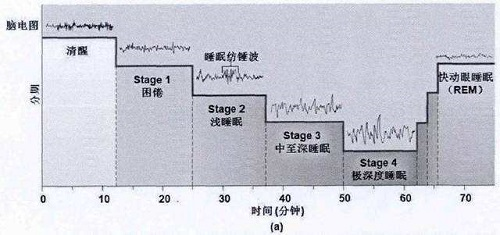 脑电图
清醒
睡眠纺锤波
Stage 1
困倦
Stage 2
浅睡眠
Stage 3
中至深睡眠
Stage 4
极深度睡眠
快动眼睡眠
(REM)
分期
0 10 20 30 40 50 60 70
时间(分钟)
(a)